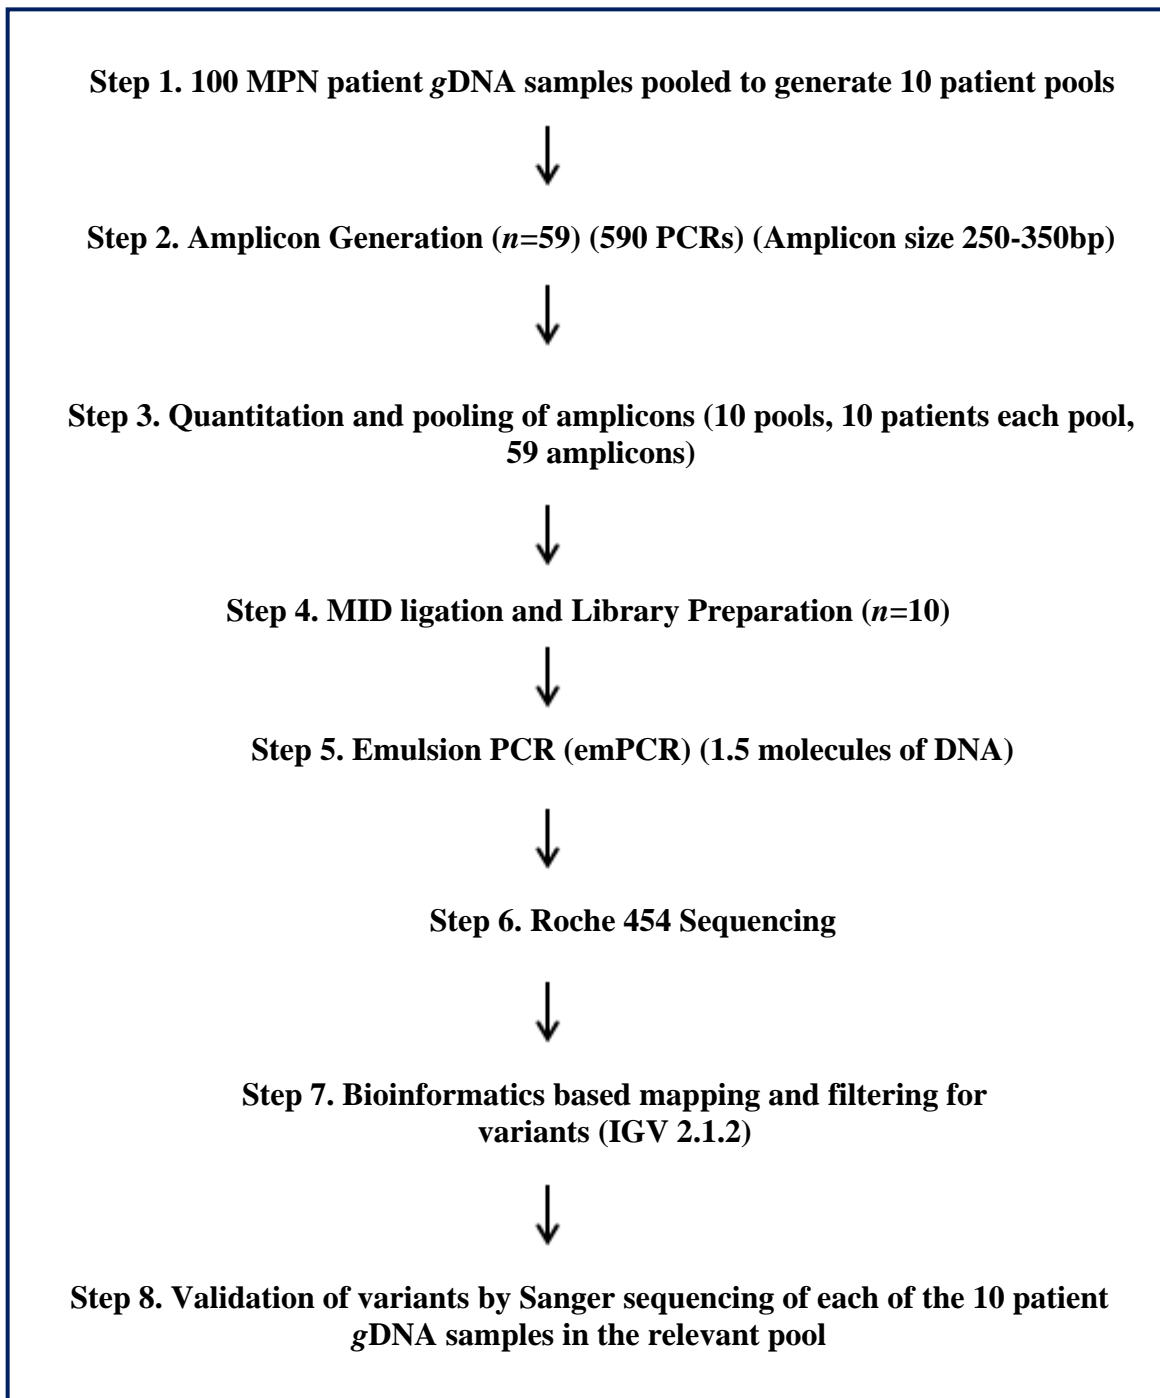 Step 1. 100 MPN patient gDNA samples pooled to generate 10 patient pools
Step 2. Amplicon Generation (n=59) (590 PCRs) (Amplicon size 250-350bp)
Step 3. Quantitation and pooling of amplicons (10 pools, 10 patients each pool,
59 amplicons)
Step 4. MID ligation and Library Preparation (n=10)
Step 5. Emulsion PCR (emPCR) (1.5 molecules of DNA)
Step 6. Roche 454 Sequencing
Step 7. Bioinformatics based mapping and filtering for
variants (IGV 2.1.2)
Step 8. Validation of variants by Sanger sequencing of each of the 10 patient
gDNA samples in the relevant pool